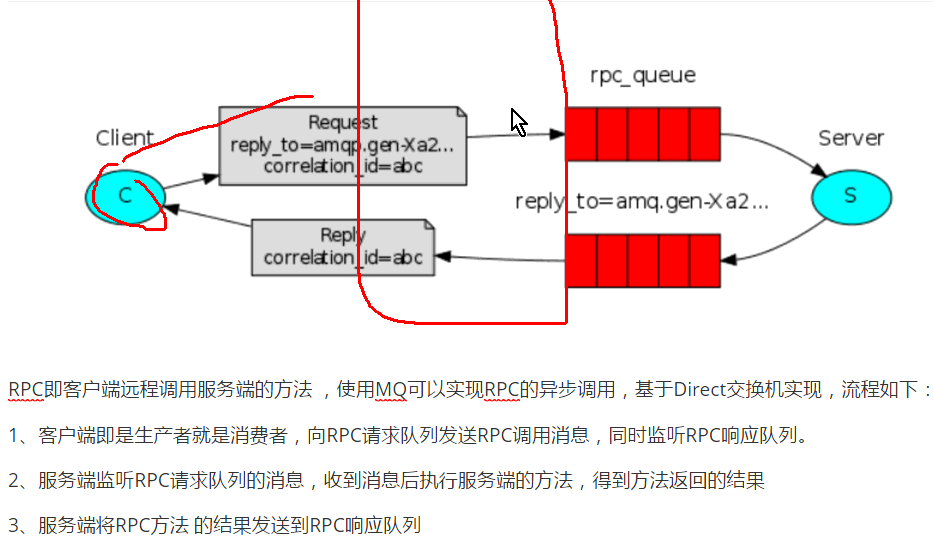 rpc_queue
Client
Request
reply_to=amqp.gen-Xa2...
correlation_id=abc
Server
C
S
reply_to=amq.gen-Xa2...
Reply
correlation_id=abc
RPC即客户端远程调用服务端的方法 ，使用MQ可以实现RPC的异步调用，基于Direct交换机实现，流程如下：
1、客户端即是生产者就是消费者，向RPC请求队列发送RPC调用消息，同时监听RPC响应队列。
2、服务端监听RPC请求队列的消息，收到消息后执行服务端的方法，得到方法返回的结果
3、服务端将RPC方法 的结果发送到RPC响应队列